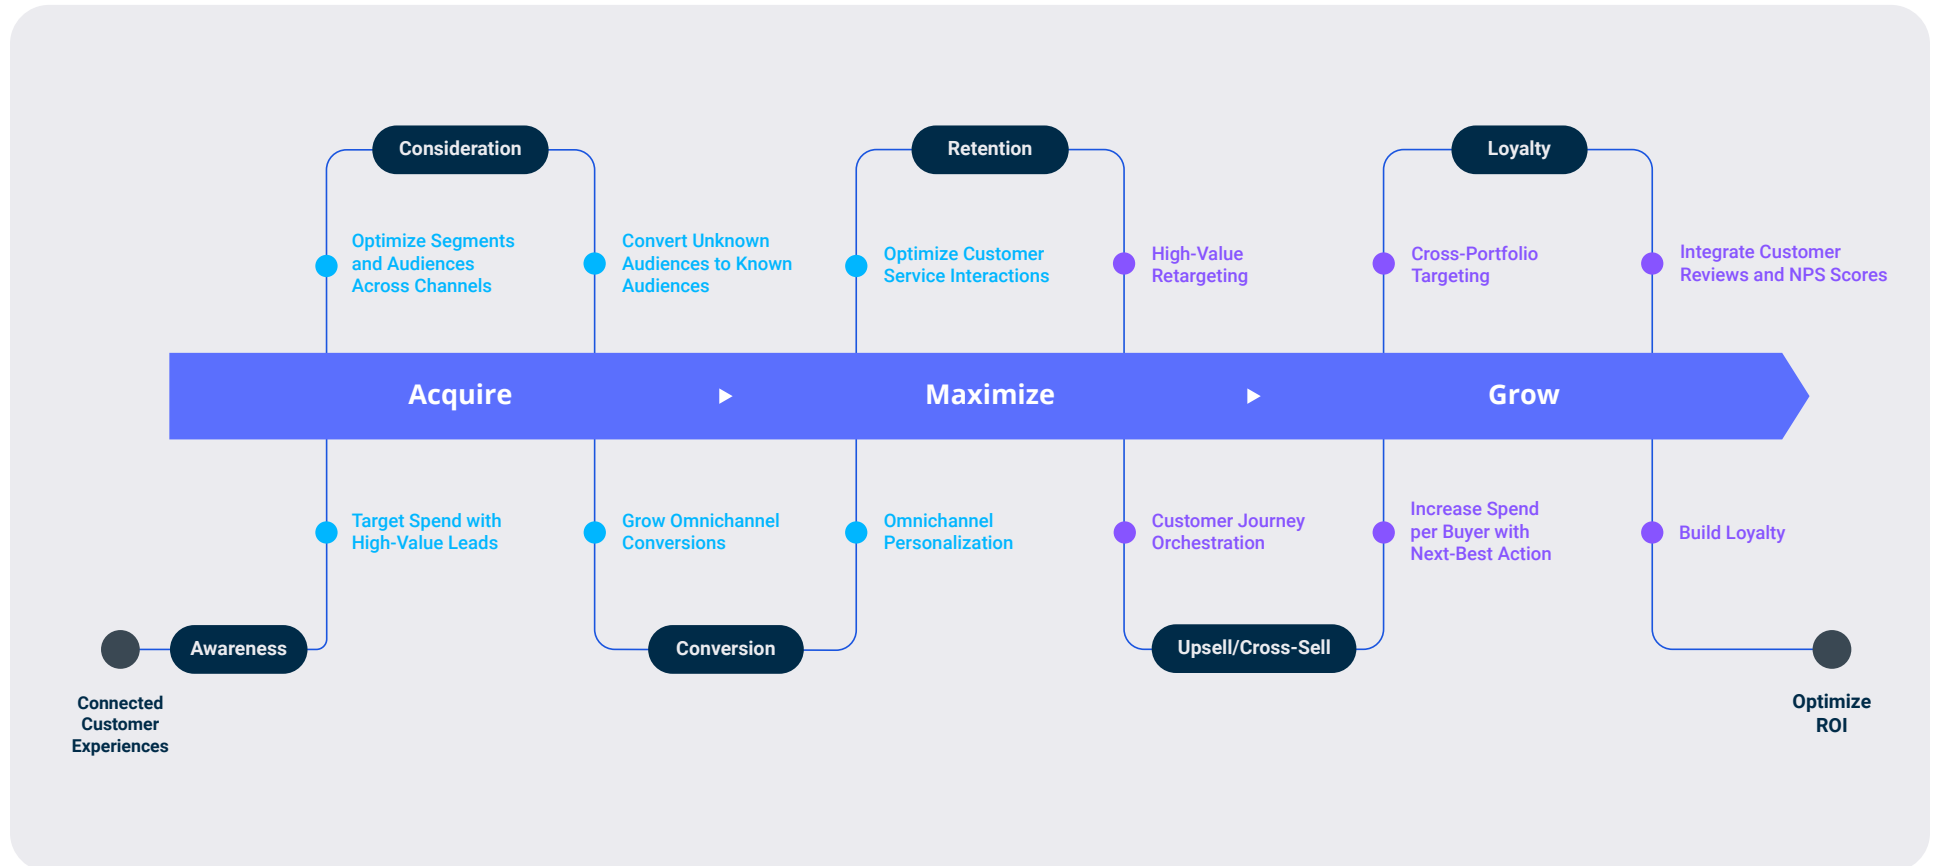 Consideration
Retention
Loyalty
Optimize Segments
and Audiences
Across Channels
Convert Unknown
Audiences to Known
Audiences
Optimize Customer
Service Interactions
High-Value
Retargeting
Cross-Portfolio
Targeting
Integrate Customer
Reviews and NPS Scores
Acquire
Maximize
Grow
Target Spend with
High-Value Leads
Grow Omnichannel
Conversions
Omnichannel
Personalization
Customer Journey
Orchestration
Increase Spend
per Buyer with
Next-Best Action
Build Loyalty
Awareness
Conversion
Upsell/Cross-Sell
Connected
Customer
Experiences
Optimize
ROI